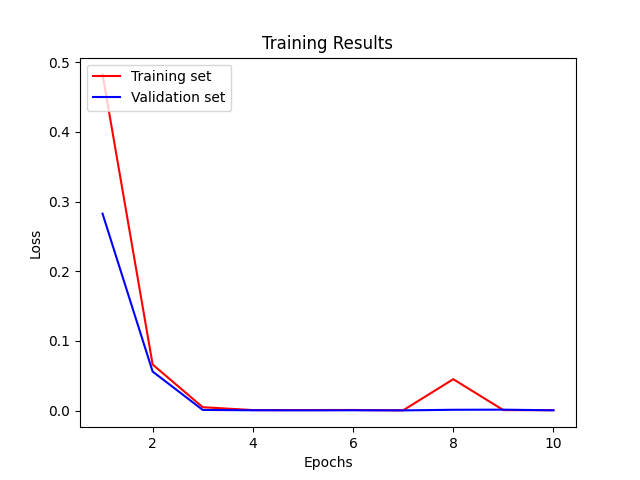 Training Results
Training set
Validation set
0.5
0.4
0.3
0.2
0.1
0.0
Loss
2
4
6
8
10
Epochs